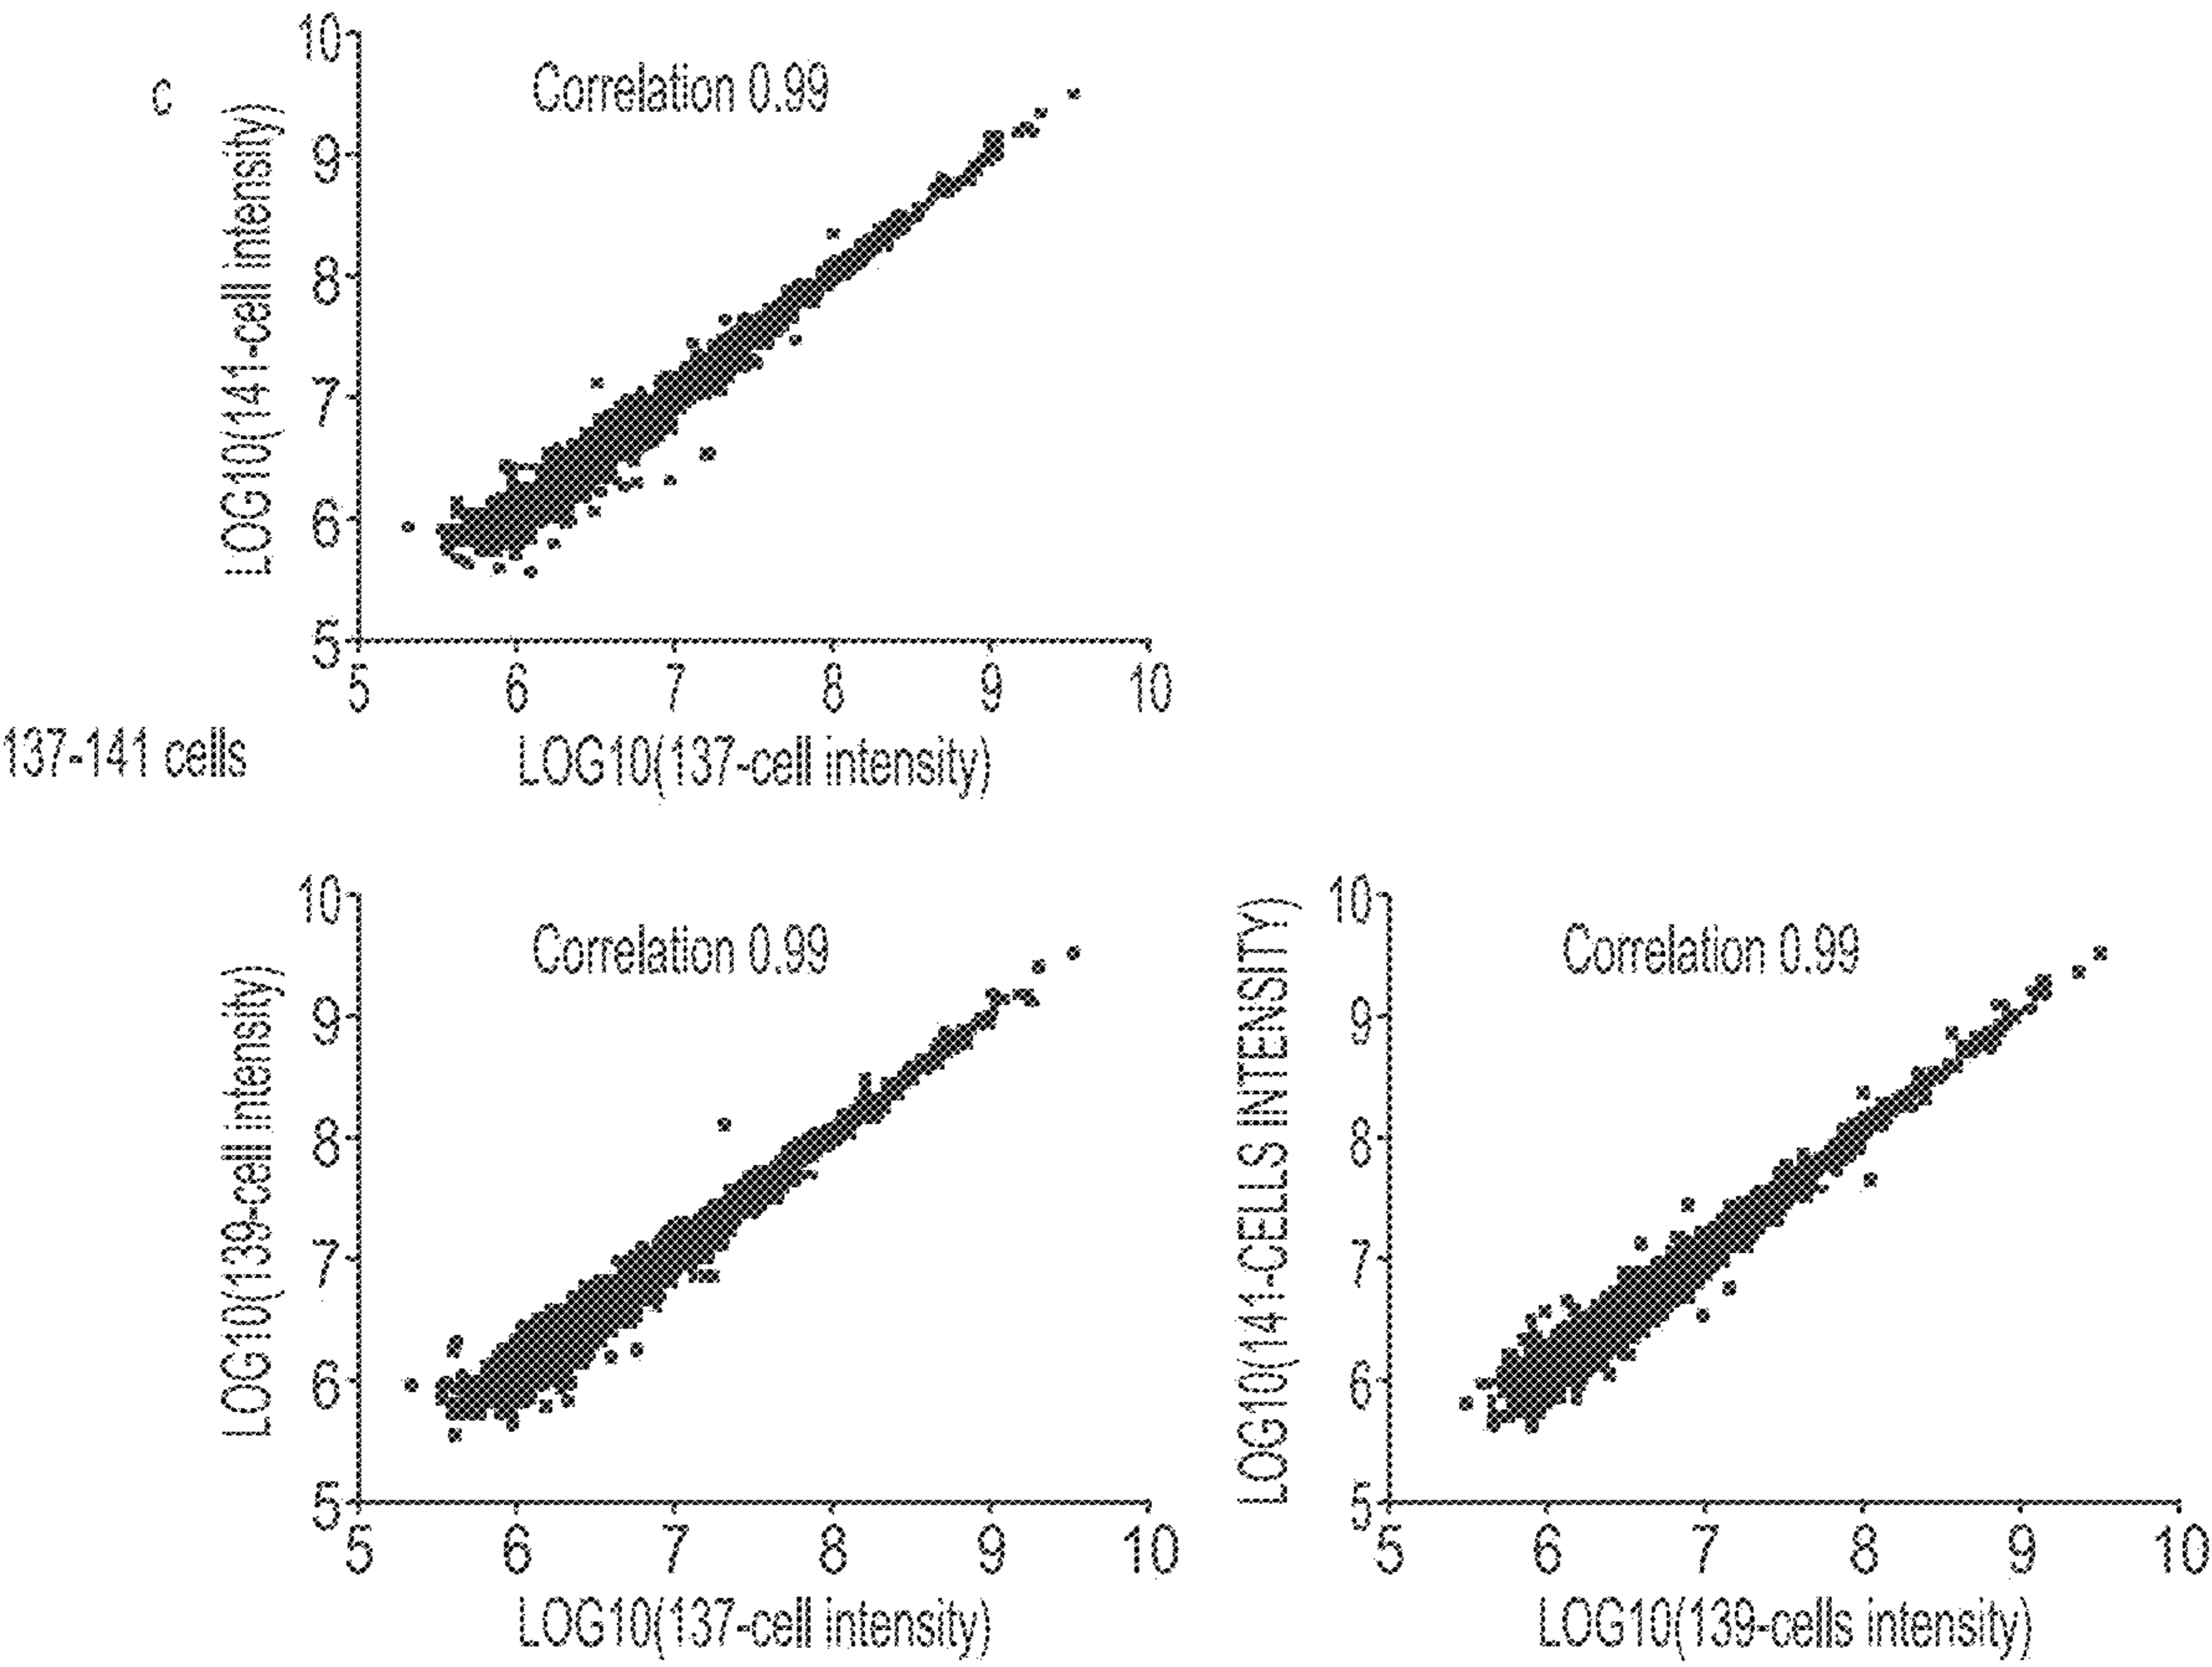 c
Correlation 0.99
LOG10(141-cell intensity)
10
9
8
7
6
5
5 6 7 8 9 10
LOG10(137-cell intensity)
137-141 cells
Correlation 0.99
LOG10(139-cell intensity)
10
9
8
7
6
5
5 6 7 8 9 10
LOG10(137-cell intensity)
Correlation 0.99
LOG10(141-CELLS INTENSITY)
10
9
8
7
6
5
5 6 7 8 9 10
LOG10(139-cells intensity)